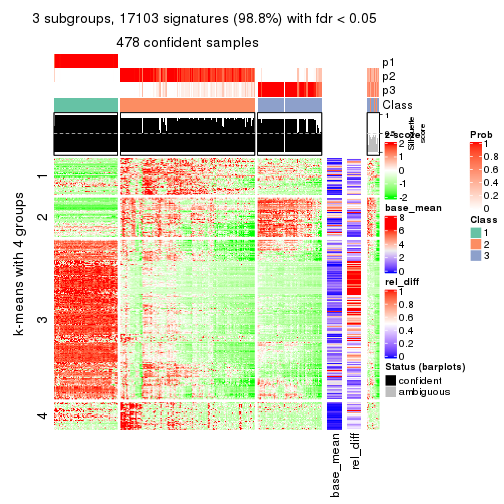 3 subgroups, 17103 signatures (98.8%) with fdr < 0.05
478 confident samples
p1
p2
p3
Class
1
0.5
Silhouette
score
k-means with 4 groups
1
2
3
4
base_mean
rel_diff
z-score
2
1
0
-1
-2
base_mean
8
6
4
2
0
rel_diff
1
0.8
0.6
0.4
0.2
0
Status (barplots)
confident
ambiguous
Prob
1
0.8
0.6
0.4
0.2
0
Class
1
2
3